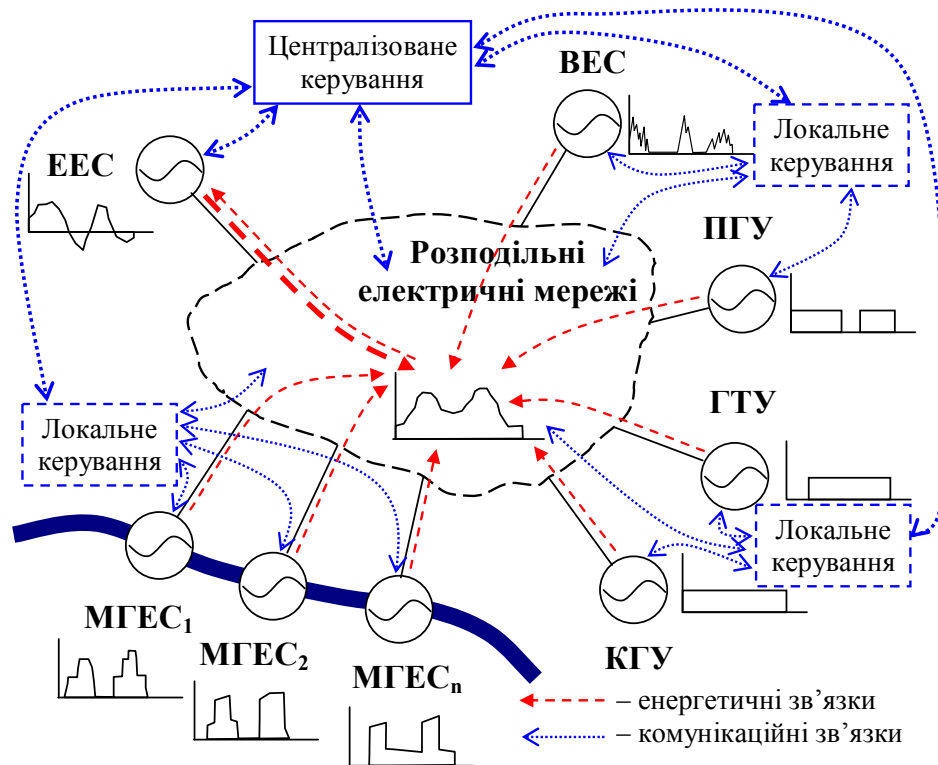 Централізоване
керування
ВЕС
Локальне
керування
ЕЕС
ПГУ
Розподільні
електричні мережі
ГТУ
Локальне
керування
Локальне
керування
МГЕС₁
МГЕС₂
МГЕСₙ
КГУ
– енергетичні зв’язки
– комунікаційні зв’язки